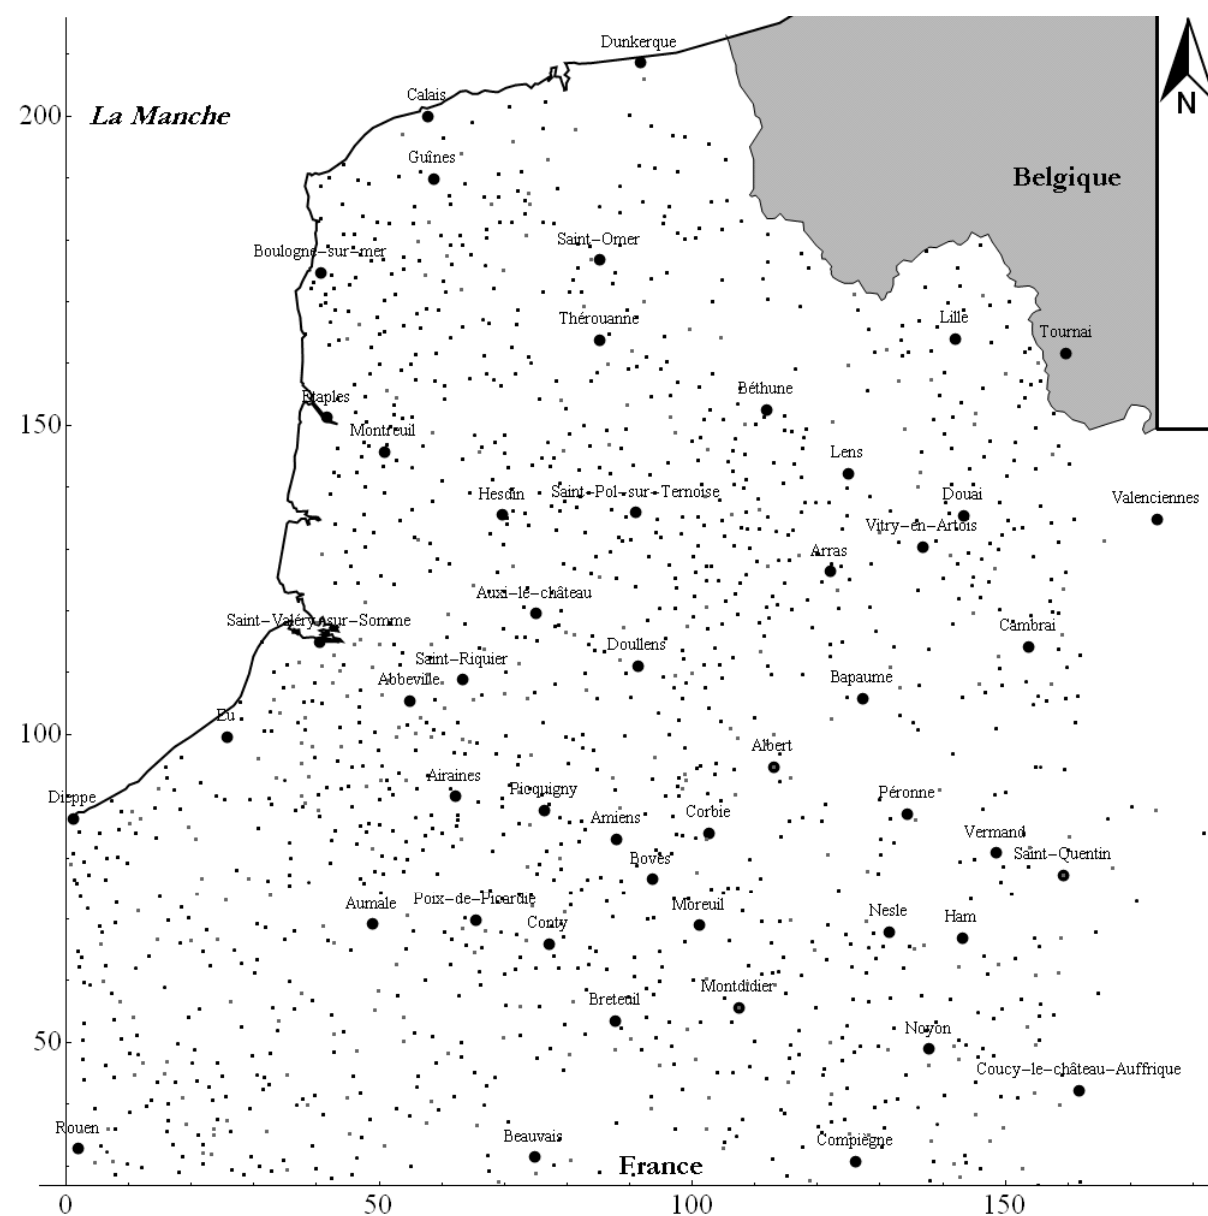 Dunkerque
Calais
200
La Manche
N
Guînes
Belgique
Saint-Omer
Boulogne-sur-mer
Thérouanne
Lille
Tournai
Béthune
Etaples
150
Montreuil
Lens
Hesdin
Saint-Pol-sur-Ternoise
Douai
Valenciennes
Vitry-en-Artois
Arras
Auxi-le-château
Saint-Valéry-sur-Somme
Cambrai
Doullens
Saint-Riquier
Abbeville
Bapaume
Eu
100
Albert
Airaines
Picquigny
Péronne
Dieppe
Amiens
Corbie
Vermand
Boves
Saint-Quentin
Aumale
Poix-de-Picardie
Moreuil
Nesle
Ham
Conty
Montdidier
Breteuil
Noyon
50
Coucy-le-château-Auffrique
Rouen
Beauvais
Compiègne
France
0
50
100
150